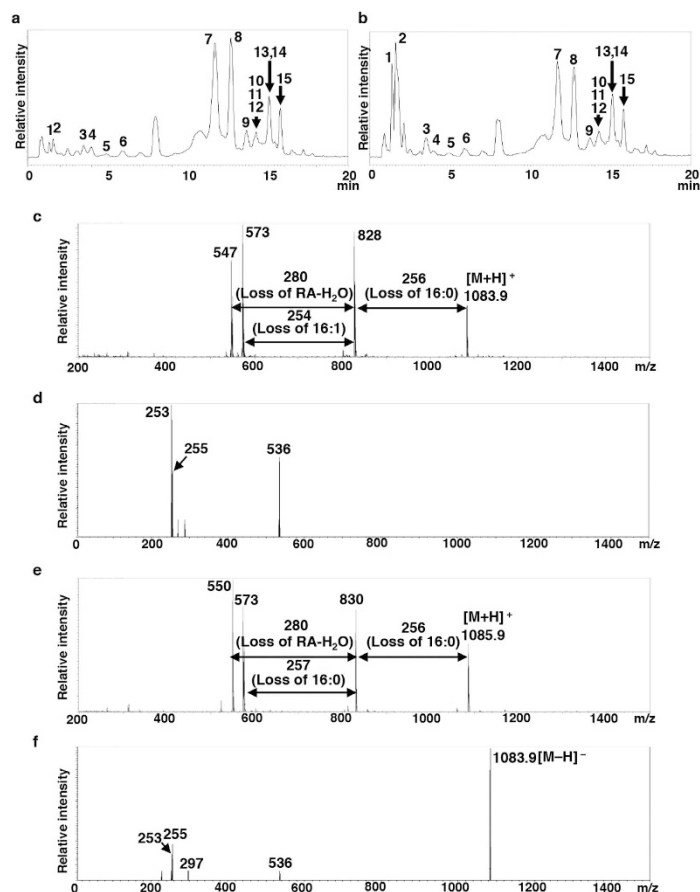 a
b
Relative intensity
1 2 3 4 5 6 7 8 9 10 11 12 13,14 15
0 5 10 15 20
min
Relative intensity
1 2 3 4 5 6 7 8 9 10 11 12 13,14 15
0 5 10 15 20
min
c
Relative intensity
547
573
828
280
(Loss of RA-H₂O)
254
(Loss of 16:1)
256
(Loss of 16:0)
[M+H]⁺
1083.9
200 400 600 800 1000 1200 1400 m/z
d
Relative intensity
253
255
536
0 200 400 600 800 1000 1200 1400 m/z
e
Relative intensity
550
573
830
280
(Loss of RA-H₂O)
257
(Loss of 16:0)
256
(Loss of 16:0)
[M+H]⁺
1085.9
200 400 600 800 1000 1200 1400 m/z
f
Relative intensity
253
255
297
536
1083.9[M−H]⁻
0 200 400 600 800 1000 1200 1400 m/z